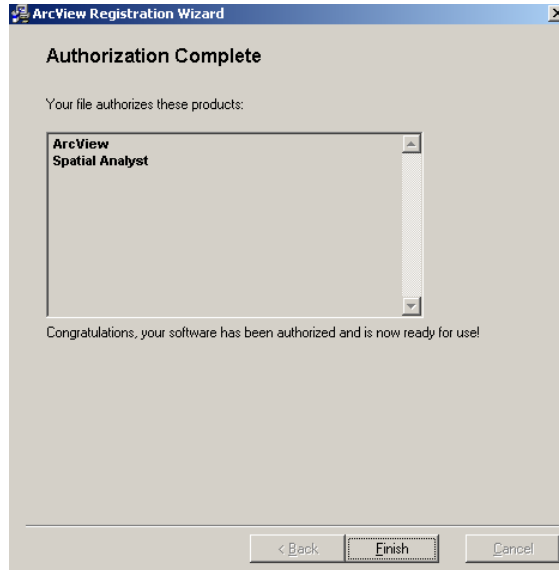 ArcView Registration Wizard
Authorization Complete
Your file authorizes these products:
ArcView
Spatial Analyst
Congratulations, your software has been authorized and is now ready for use!
< Back Finish Cancel